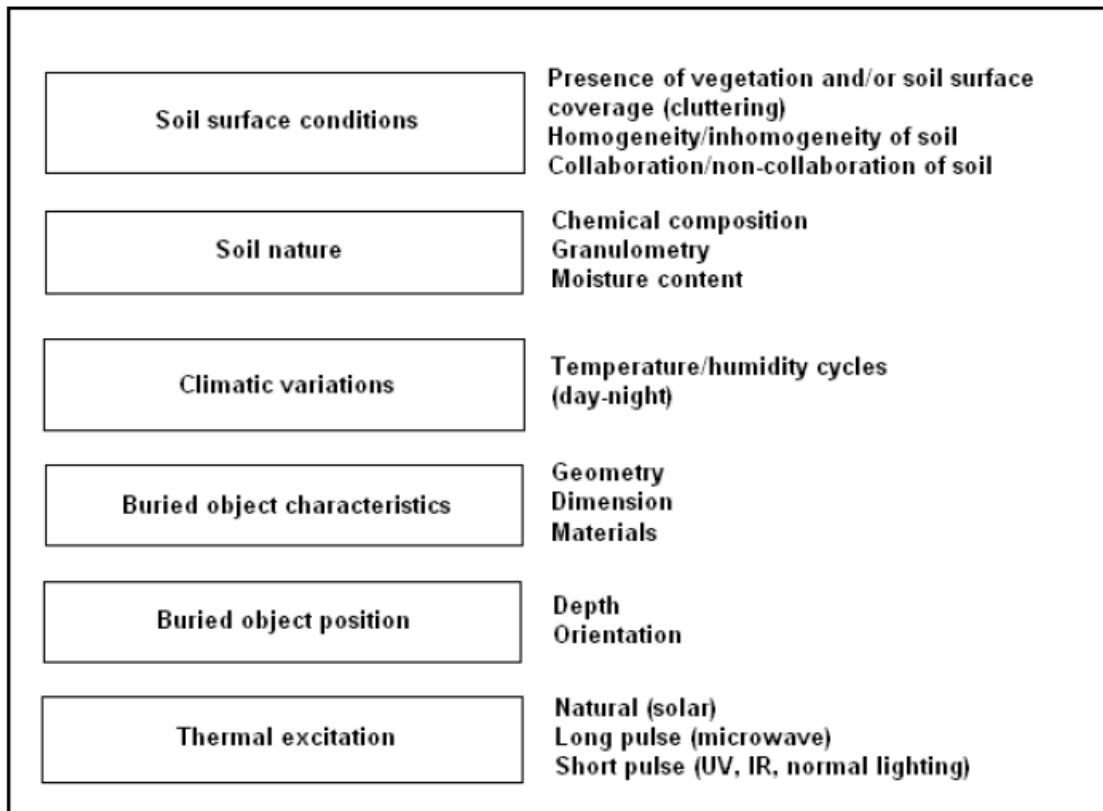 Soil surface conditions
Presence of vegetation and/or soil surface
coverage (cluttering)
Homogeneity/inhomogeneity of soil
Collaboration/non-collaboration of soil
Soil nature
Chemical composition
Granulometry
Moisture content
Climatic variations
Temperature/humidity cycles
(day-night)
Buried object characteristics
Geometry
Dimension
Materials
Buried object position
Depth
Orientation
Thermal excitation
Natural (solar)
Long pulse (microwave)
Short pulse (UV, IR, normal lighting)